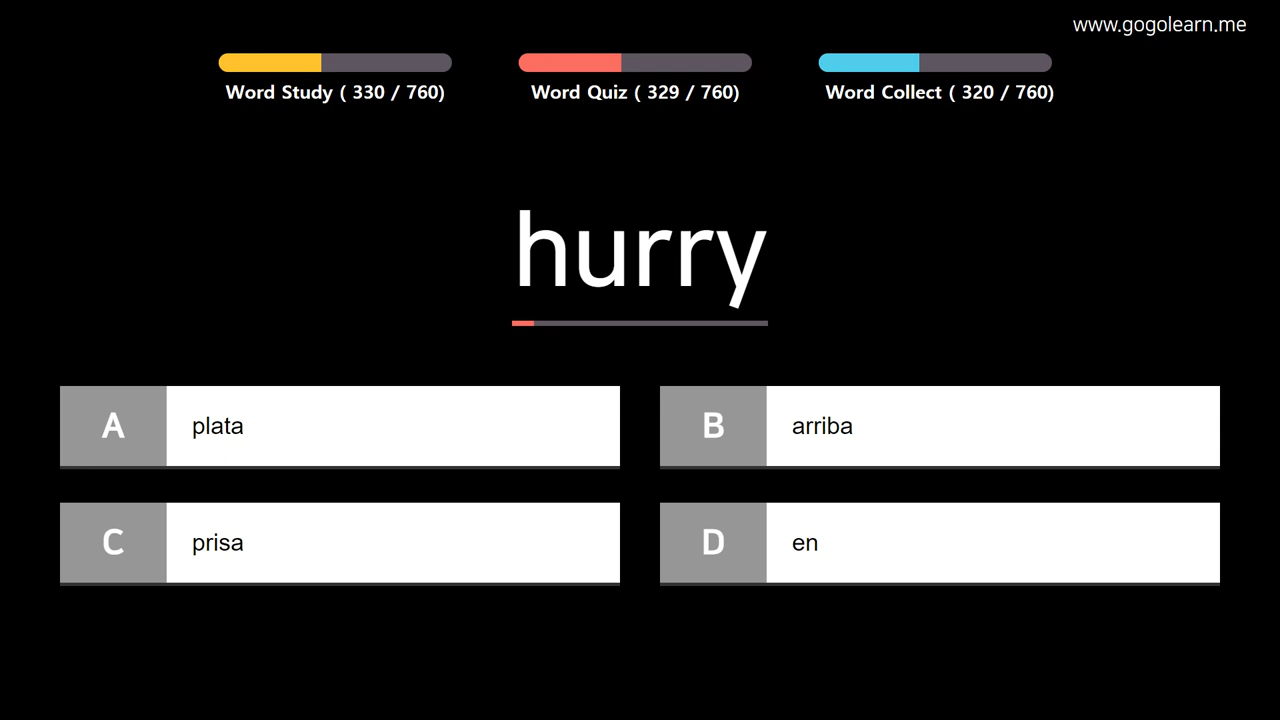 www.gogolearn.me
Word Study ( 330 / 760)
Word Quiz ( 329 / 760)
Word Collect ( 320 / 760)
hurry
A plata
B arriba
C prisa
D en